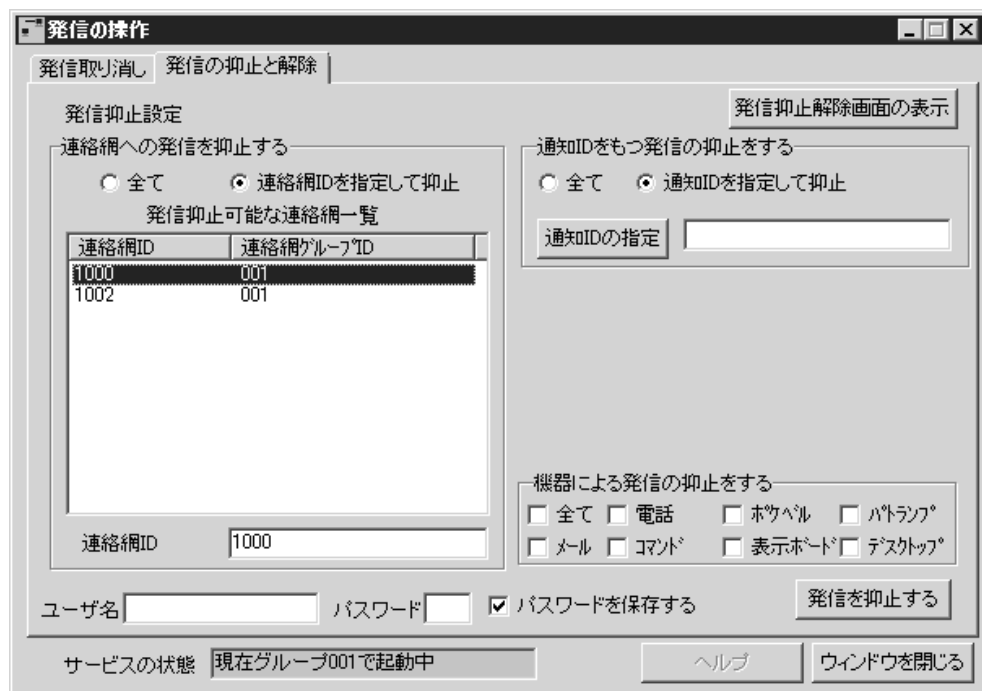 発信の操作
発信取り消し 発信の抑止と解除
発信抑止設定
発信抑止解除画面の表示
連絡網への発信を抑止する
全て 連絡網IDを指定して抑止
発信抑止可能な連絡網一覧
連絡網ID 連絡網ｸﾞﾙｰﾌﾟID
1000 001
1002 001
連絡網ID 1000
通知IDをもつ発信の抑止をする
全て 通知IDを指定して抑止
通知IDの指定
機器による発信の抑止をする
全て 電話 ﾎﾟｹﾍﾞﾙ ﾊﾟﾄﾗﾝﾌﾟ
ﾒｰﾙ ｺﾏﾝﾄﾞ 表示ﾎﾞｰﾄﾞ ﾃﾞｽｸﾄｯﾌﾟ
ユーザ名 パスワード パスワードを保存する 発信を抑止する
サービスの状態 現在グループ001で起動中 ヘルプ ウィンドウを閉じる